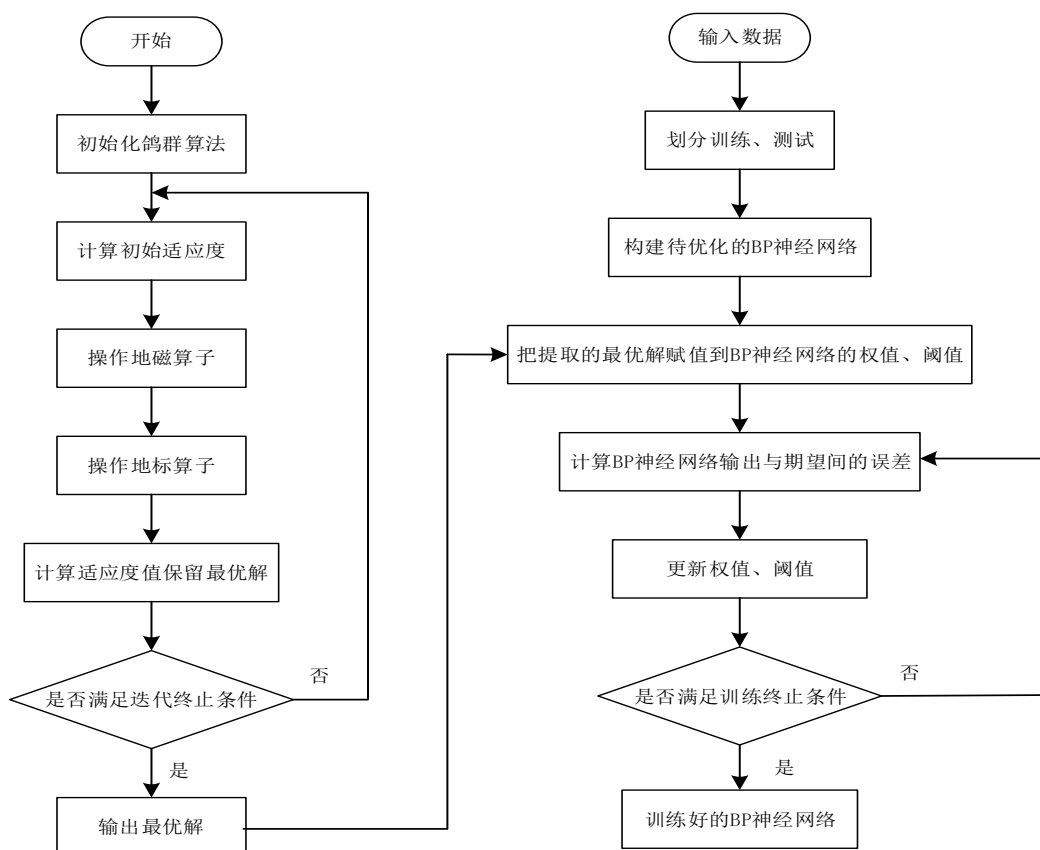 开始
初始化鸽群算法
计算初始适应度
操作地磁算子
操作地标算子
计算适应度值保留最优解
是否满足迭代终止条件
否
是
输出最优解
输入数据
划分训练、测试
构建待优化的BP神经网络
把提取的最优解赋值到BP神经网络的权值、阈值
计算BP神经网络输出与期望间的误差
更新权值、阈值
是否满足训练终止条件
否
是
训练好的BP神经网络